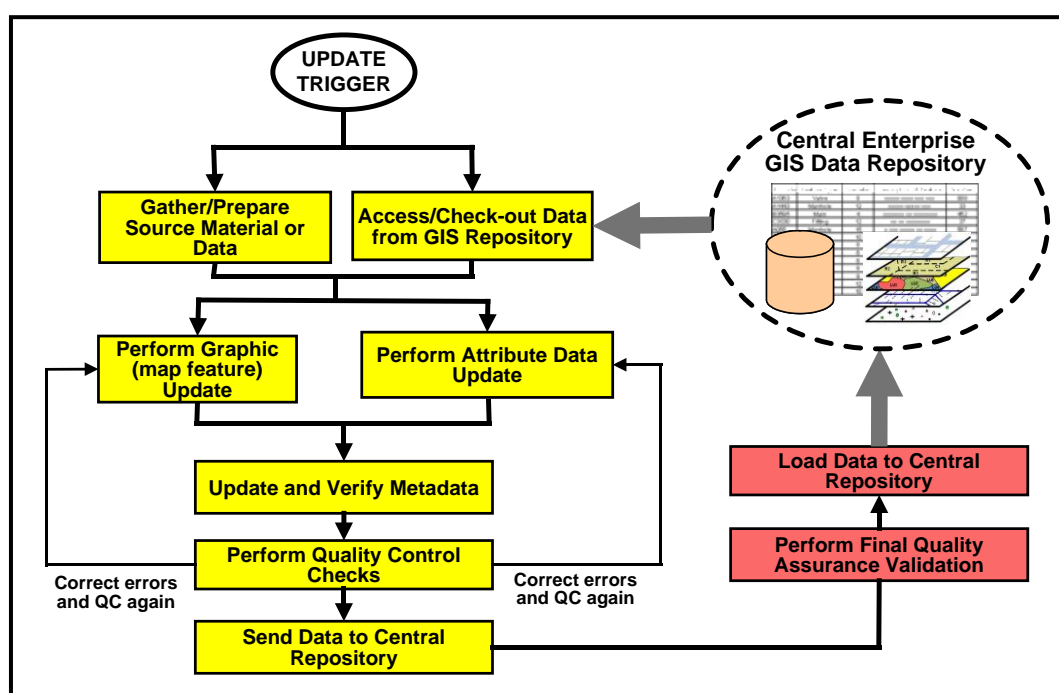 UPDATE
TRIGGER
Central Enterprise
GIS Data Repository
Gather/Prepare
Source Material or
Data
Access/Check-out Data
from GIS Repository
Perform Graphic
(map feature)
Update
Perform Attribute Data
Update
Update and Verify Metadata
Load Data to Central
Repository
Perform Quality Control
Checks
Perform Final Quality
Assurance Validation
Correct errors
and QC again
Correct errors
and QC again
Send Data to Central
Repository